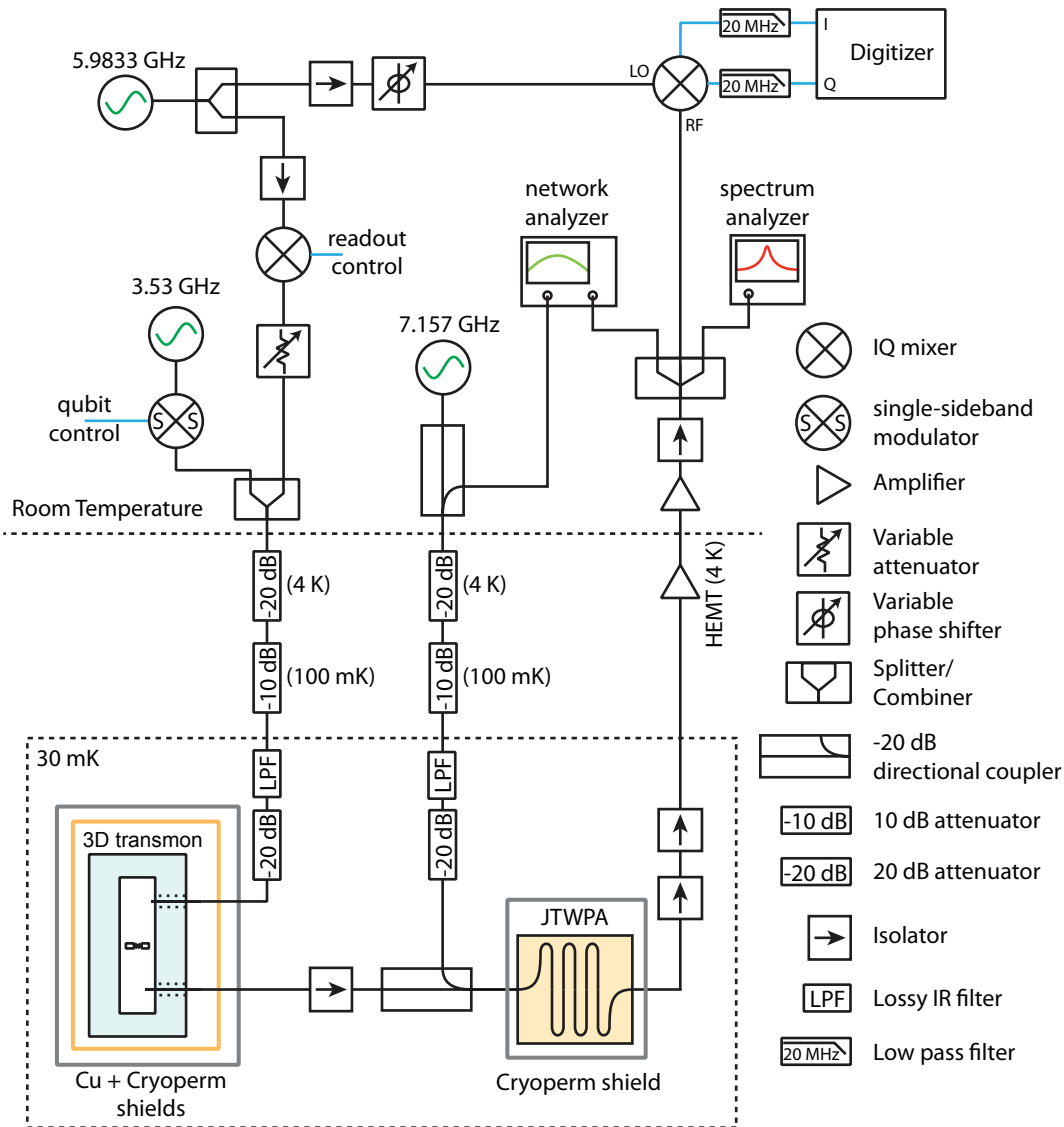 5.9833 GHz
LO
RF
20 MHz
20 MHz
I
Q
Digitizer
readout
control
network
analyzer
spectrum
analyzer
3.53 GHz
7.157 GHz
qubit
control
S S
Room Temperature
-20 dB
(4 K)
-10 dB
(100 mK)
-20 dB
(4 K)
-10 dB
(100 mK)
HEMT (4 K)
30 mK
LPF
-20 dB
LPF
-20 dB
3D transmon
Cu + Cryoperm
shields
JTWPA
Cryoperm shield
IQ mixer
S S
single-sideband
modulator
Amplifier
Variable
attenuator
Variable
phase shifter
Splitter/
Combiner
-20 dB
directional coupler
-10 dB
10 dB attenuator
-20 dB
20 dB attenuator
Isolator
LPF
Lossy IR filter
20 MHz
Low pass filter